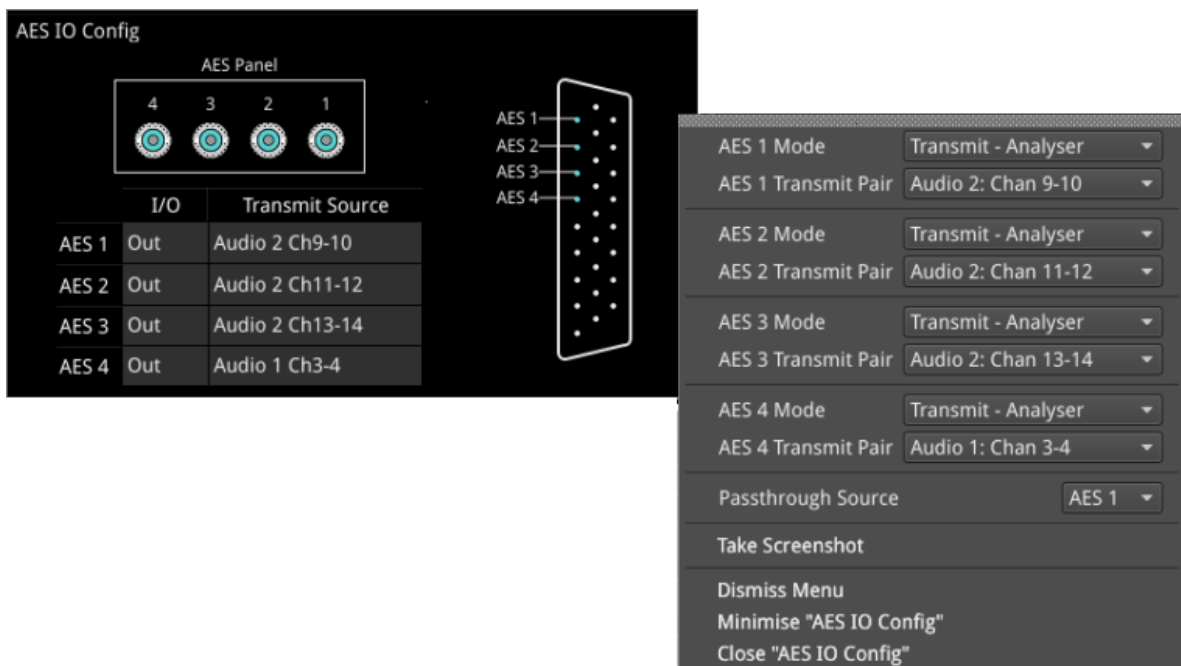 AES IO Config
AES Panel
4 3 2 1
AES 1
AES 2
AES 3
AES 4
I/O Transmit Source
AES 1 Out Audio 2 Ch9-10
AES 2 Out Audio 2 Ch11-12
AES 3 Out Audio 2 Ch13-14
AES 4 Out Audio 1 Ch3-4
AES 1 Mode Transmit - Analyser
AES 1 Transmit Pair Audio 2: Chan 9-10
AES 2 Mode Transmit - Analyser
AES 2 Transmit Pair Audio 2: Chan 11-12
AES 3 Mode Transmit - Analyser
AES 3 Transmit Pair Audio 2: Chan 13-14
AES 4 Mode Transmit - Analyser
AES 4 Transmit Pair Audio 1: Chan 3-4
Passthrough Source AES 1
Take Screenshot
Dismiss Menu
Minimise "AES IO Config"
Close "AES IO Config"